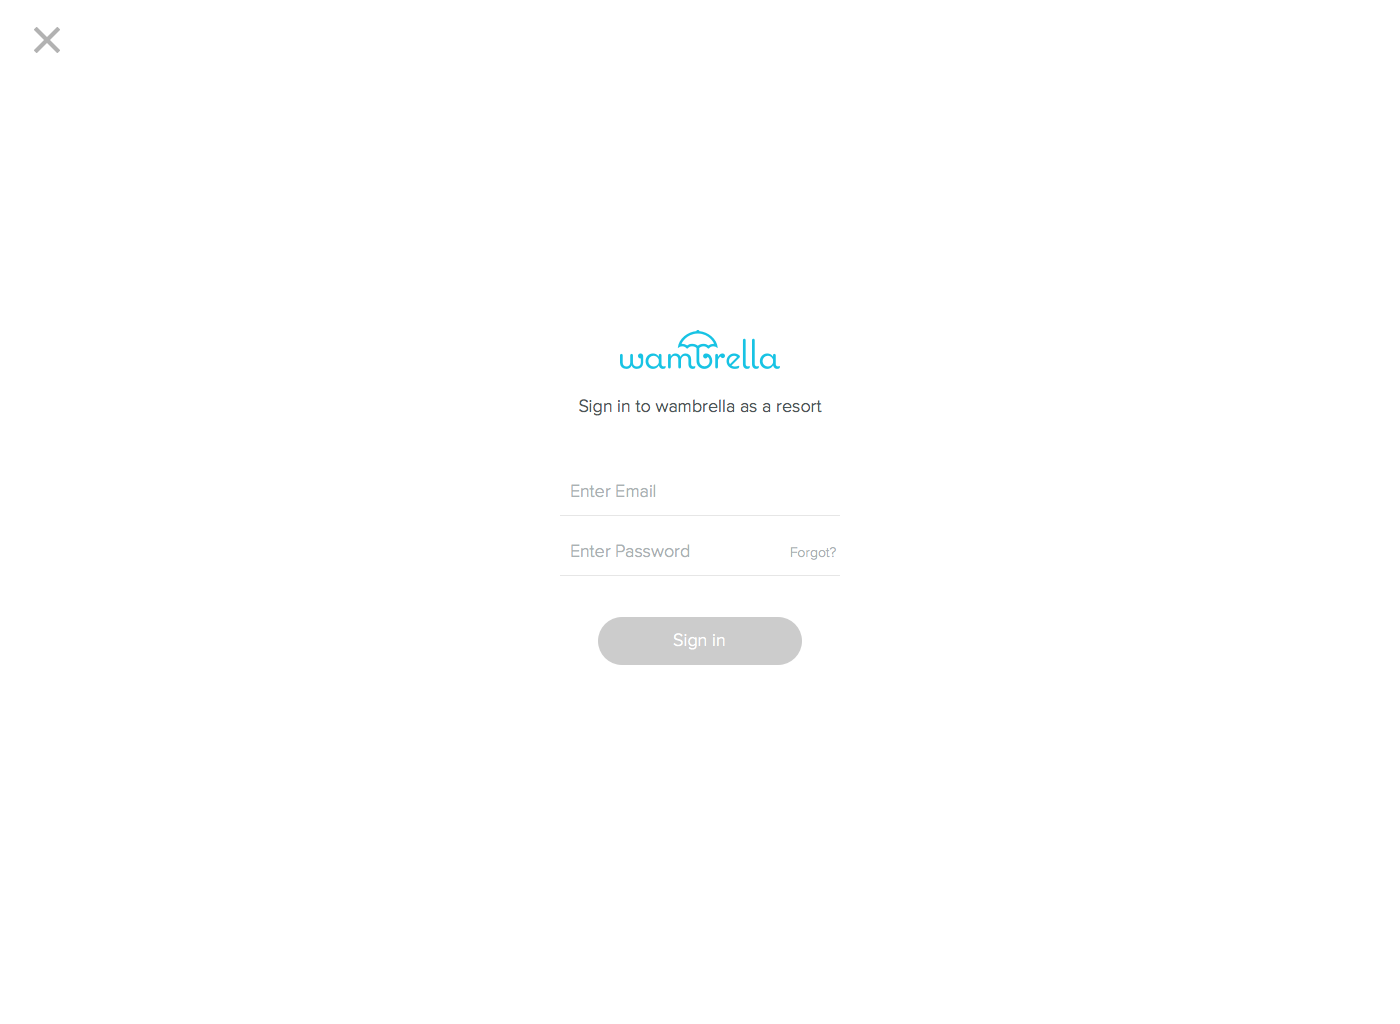 wambrella
Sign in to wambrella as a resort
Enter Email
Enter Password
Forgot?
Sign in